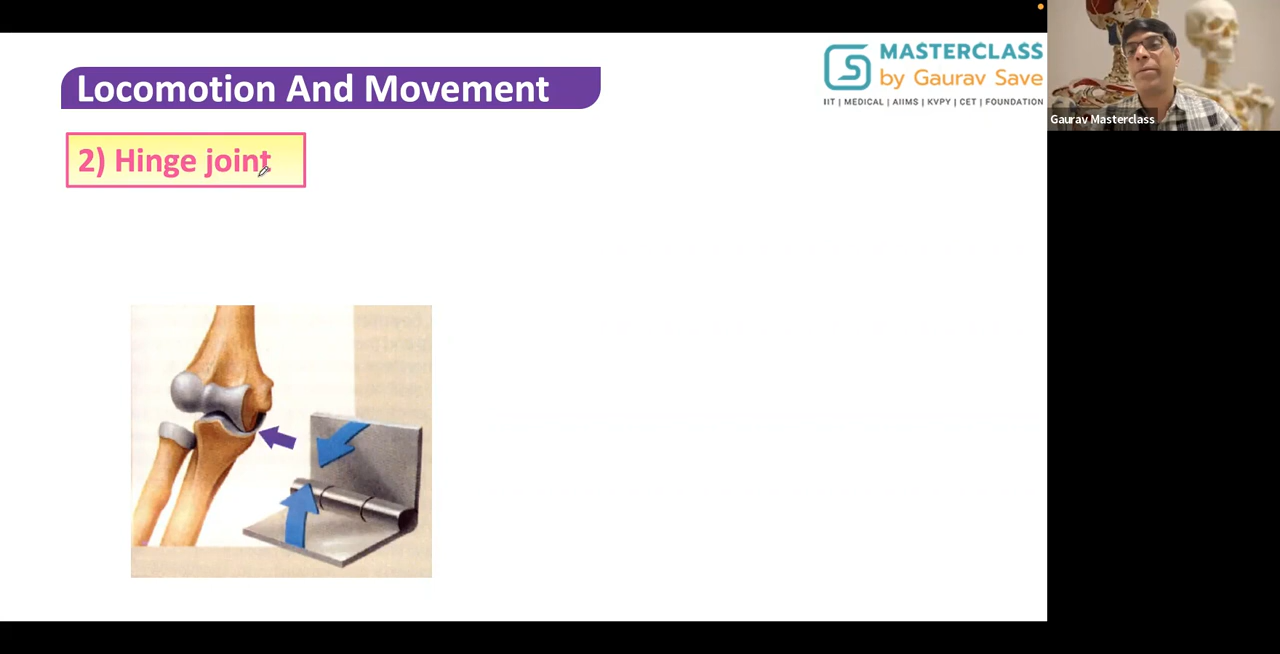 Locomotion And Movement
MASTERCLASS
by Gaurav Save
IIT | MEDICAL | AIIMS | KVPY | CET | FOUNDATION
Gaurav Masterclass
2) Hinge joint